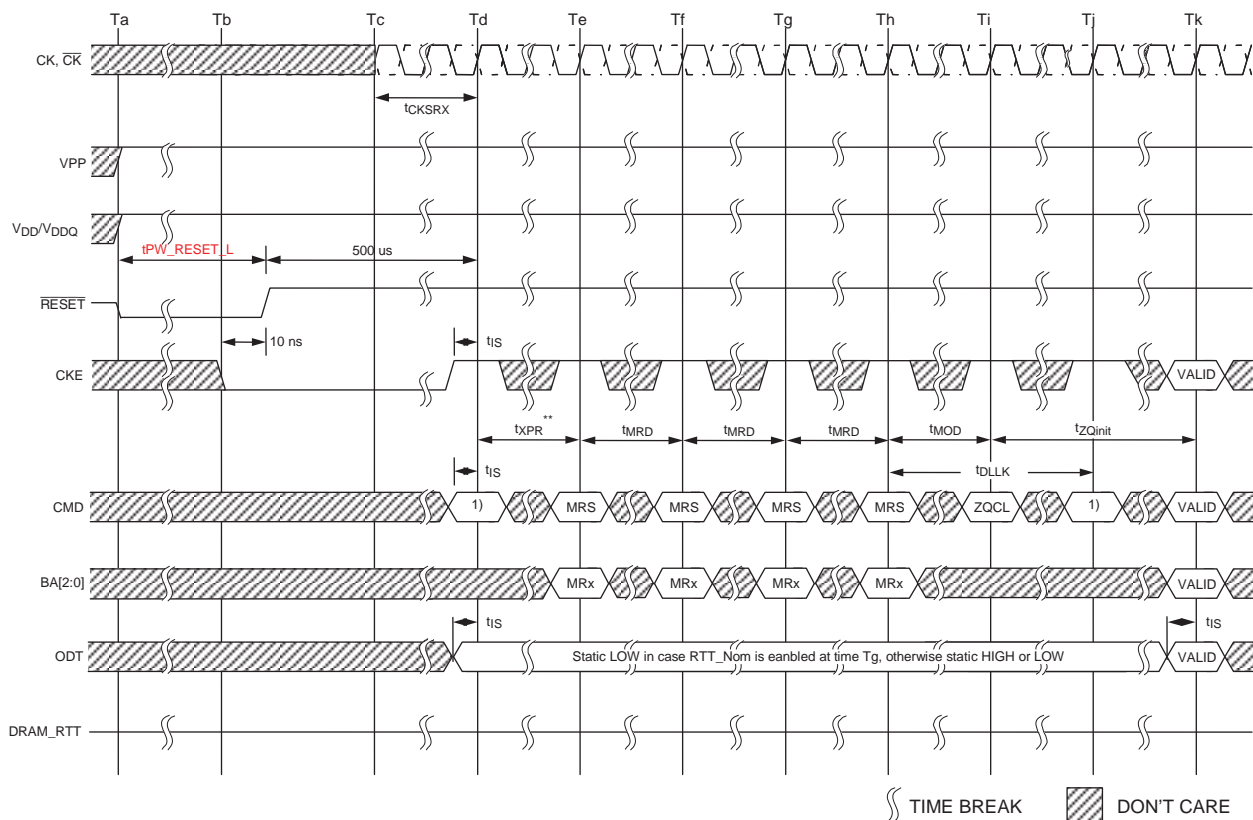 Ta Tb Tc Td Te Tf Tg Th Ti Tj Tk
CK, CK
tCKSRX
VPP
VDD/VDDQ
tPW_RESET_L 500 us
RESET
10 ns tIS
CKE VALID
tXPR** tMRD tMRD tMRD tMOD tZQinit
tIS tDLLK
CMD 1) MRS MRS MRS MRS ZQCL 1) VALID
BA[2:0] MRx MRx MRx MRx VALID
tIS tIS
ODT Static LOW in case RTT_Nom is eanbled at time Tg, otherwise static HIGH or LOW VALID
DRAM_RTT
TIME BREAK DON'T CARE